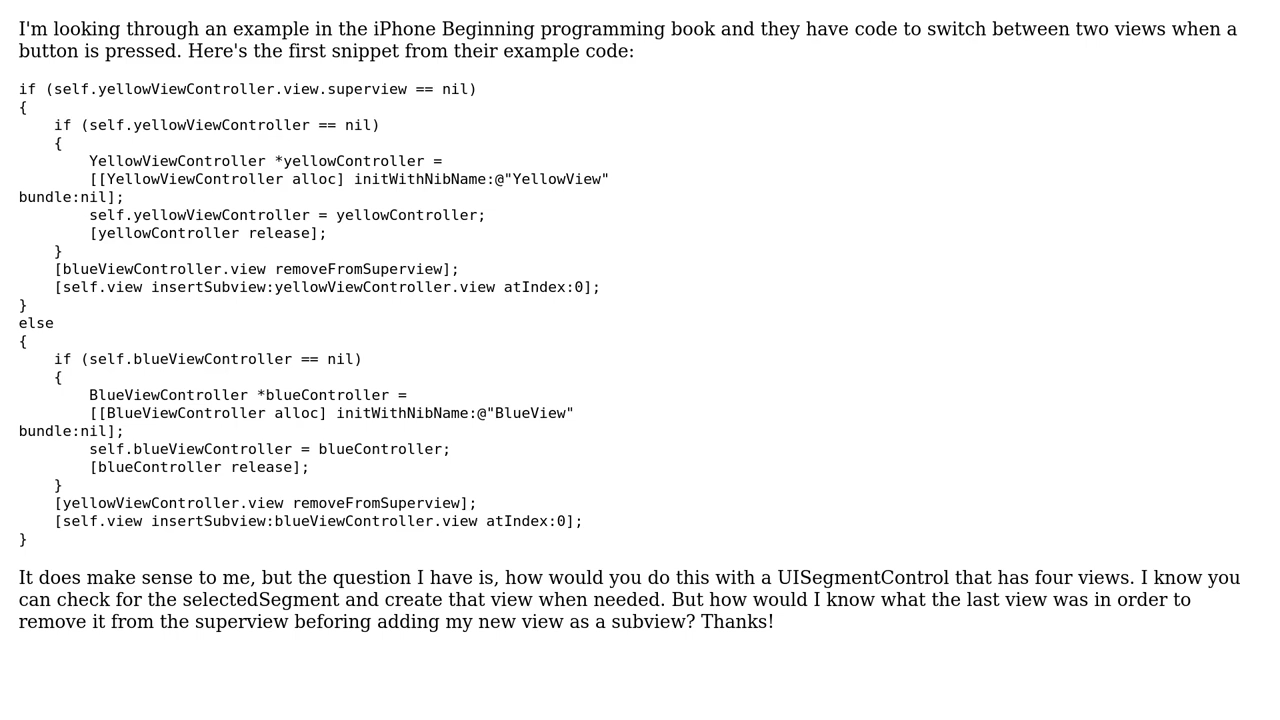 I'm looking through an example in the iPhone Beginning programming book and they have code to switch between two views when a
button is pressed. Here's the first snippet from their example code:
if (self.yellowViewController.view.superview == nil)
{
    if (self.yellowViewController == nil)
    {
        YellowViewController *yellowController =
        [[YellowViewController alloc] initWithNibName:@"YellowView"
bundle:nil];
        self.yellowViewController = yellowController;
        [yellowController release];
    }
    [blueViewController.view removeFromSuperview];
    [self.view insertSubview:yellowViewController.view atIndex:0];
}
else
{
    if (self.blueViewController == nil)
    {
        BlueViewController *blueController =
        [[BlueViewController alloc] initWithNibName:@"BlueView"
bundle:nil];
        self.blueViewController = blueController;
        [blueController release];
    }
    [yellowViewController.view removeFromSuperview];
    [self.view insertSubview:blueViewController.view atIndex:0];
}
It does make sense to me, but the question I have is, how would you do this with a UISegmentControl that has four views. I know you
can check for the selectedSegment and create that view when needed. But how would I know what the last view was in order to
remove it from the superview beforing adding my new view as a subview? Thanks!